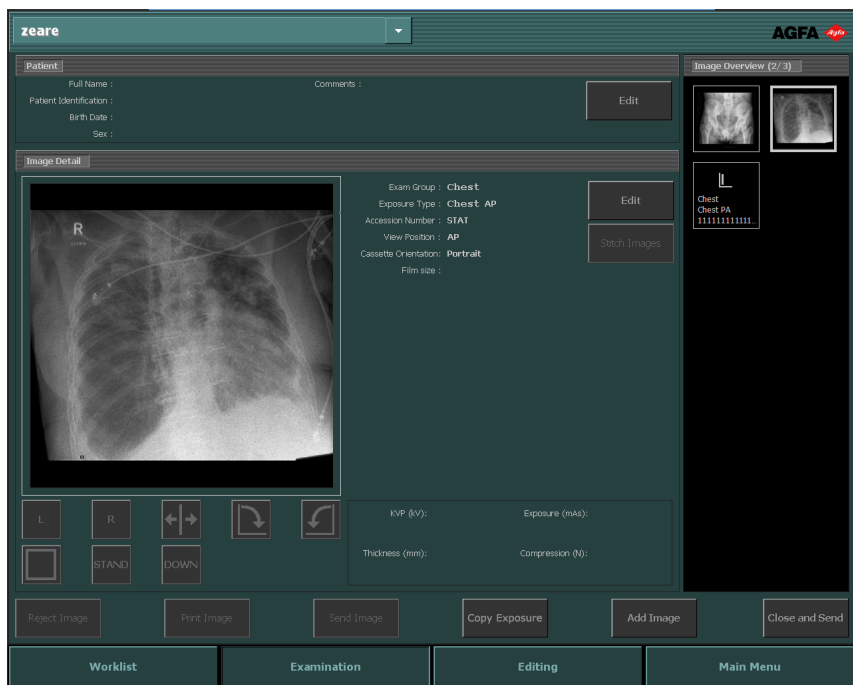 zeare
AGFA Agfa
Patient
Full Name :
Comments :
Patient Identification :
Birth Date :
Sex :
Edit
Image Overview (2/3)
L
Chest
Chest PA
111111111111...
Image Detail
R
Exam Group : Chest
Exposure Type : Chest AP
Accession Number : STAT
View Position : AP
Cassette Orientation: Portrait
Film size :
Edit
Stitch Images
L
R
STAND
DOWN
KVP (kV):
Exposure (mAs):
Thickness (mm):
Compression (N):
Reject Image
Print Image
Send Image
Copy Exposure
Add Image
Close and Send
Worklist
Examination
Editing
Main Menu